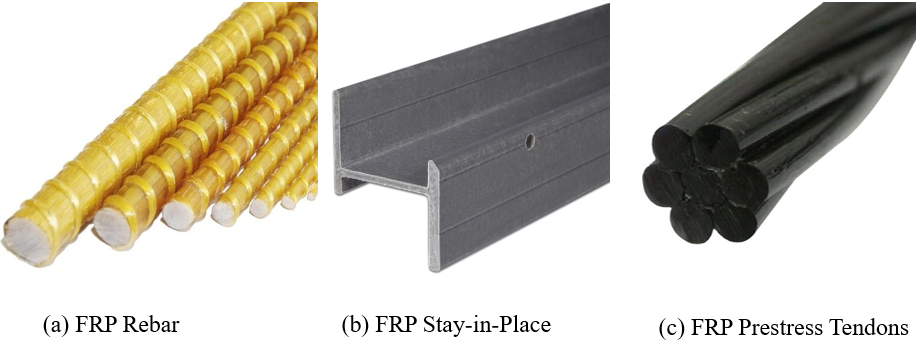 (a) FRP Rebar
(b) FRP Stay-in-Place
(c) FRP Prestress Tendons